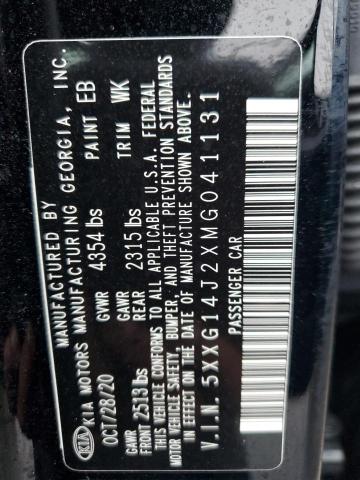 KIA
MANUFACTURED BY
KIA MOTORS MANUFACTURING GEORGIA, INC.
OCT/28/20 GVWR 4354 lbs PAINT EB
GAWR FRONT 2513 lbs GAWR REAR 2315 lbs TRIM WK
THIS VEHICLE CONFORMS TO ALL APPLICABLE U.S.A. FEDERAL
MOTOR VEHICLE SAFETY, BUMPER, AND THEFT PREVENTION STANDARDS
IN EFFECT ON THE DATE OF MANUFACTURE SHOWN ABOVE.
V.I.N. 5XXG14J2XMG041131
PASSENGER CAR